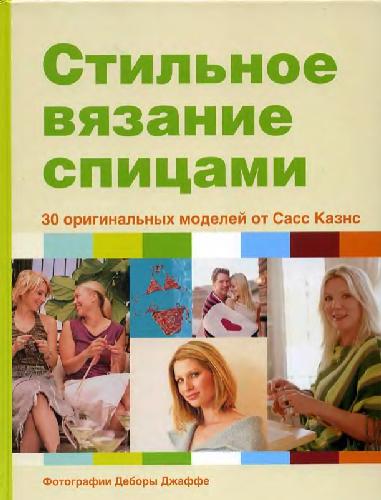 Стильное
вязание
спицами
30 оригинальных моделей от Сасс Казнс
Фотографии Деборы Джаффе